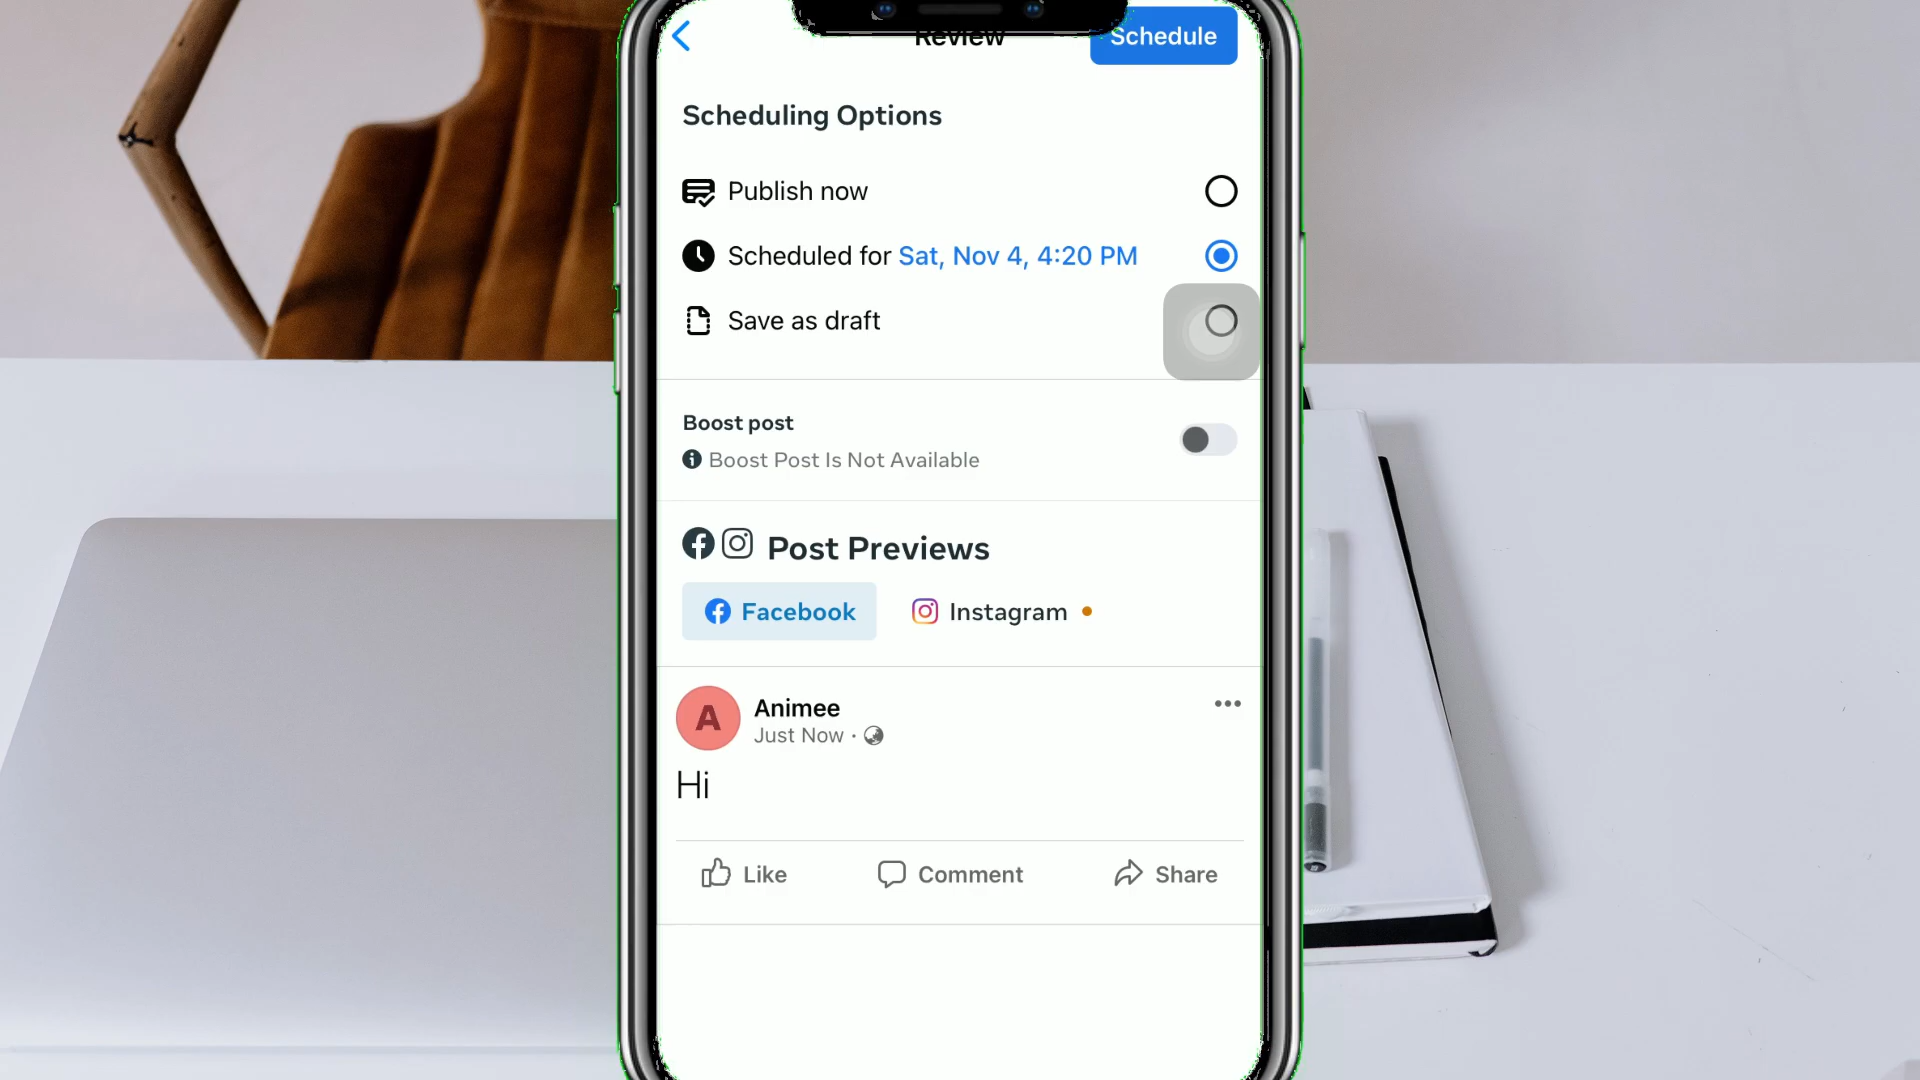 Review
Schedule
Scheduling Options
Publish now
Scheduled for Sat, Nov 4, 4:20 PM
Save as draft
Boost post
Boost Post Is Not Available
Post Previews
Facebook
Instagram
A
Animee
Just Now ·
Hi
Like
Comment
Share